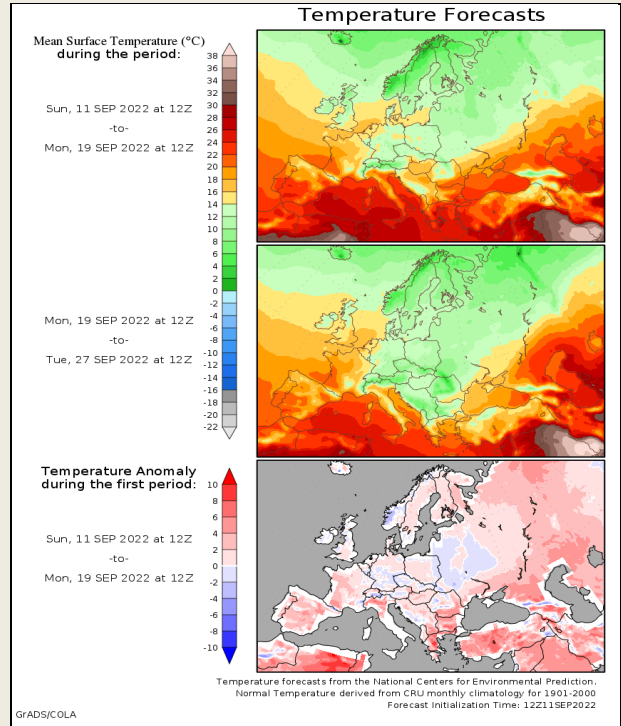 Temperature Forecasts
Mean Surface Temperature (°C)
during the period:
38
36
34
32
30
28
26
24
22
20
18
16
14
12
10
8
6
4
2
0
-2
-4
-6
-8
-10
-12
-14
-16
-18
-20
-22
Sun, 11 SEP 2022 at 12Z
-to-
Mon, 19 SEP 2022 at 12Z
Mon, 19 SEP 2022 at 12Z
-to-
Tue, 27 SEP 2022 at 12Z
Temperature Anomaly
during the first period:
10
8
6
4
2
0
-2
-4
-6
-8
-10
Sun, 11 SEP 2022 at 12Z
-to-
Mon, 19 SEP 2022 at 12Z
Temperature forecasts from the National Centers for Environmental Prediction.
Normal Temperature derived from CRU monthly climatology for 1901-2000
Forecast Initialization Time: 12Z11SEP2022
GrADS/COLA